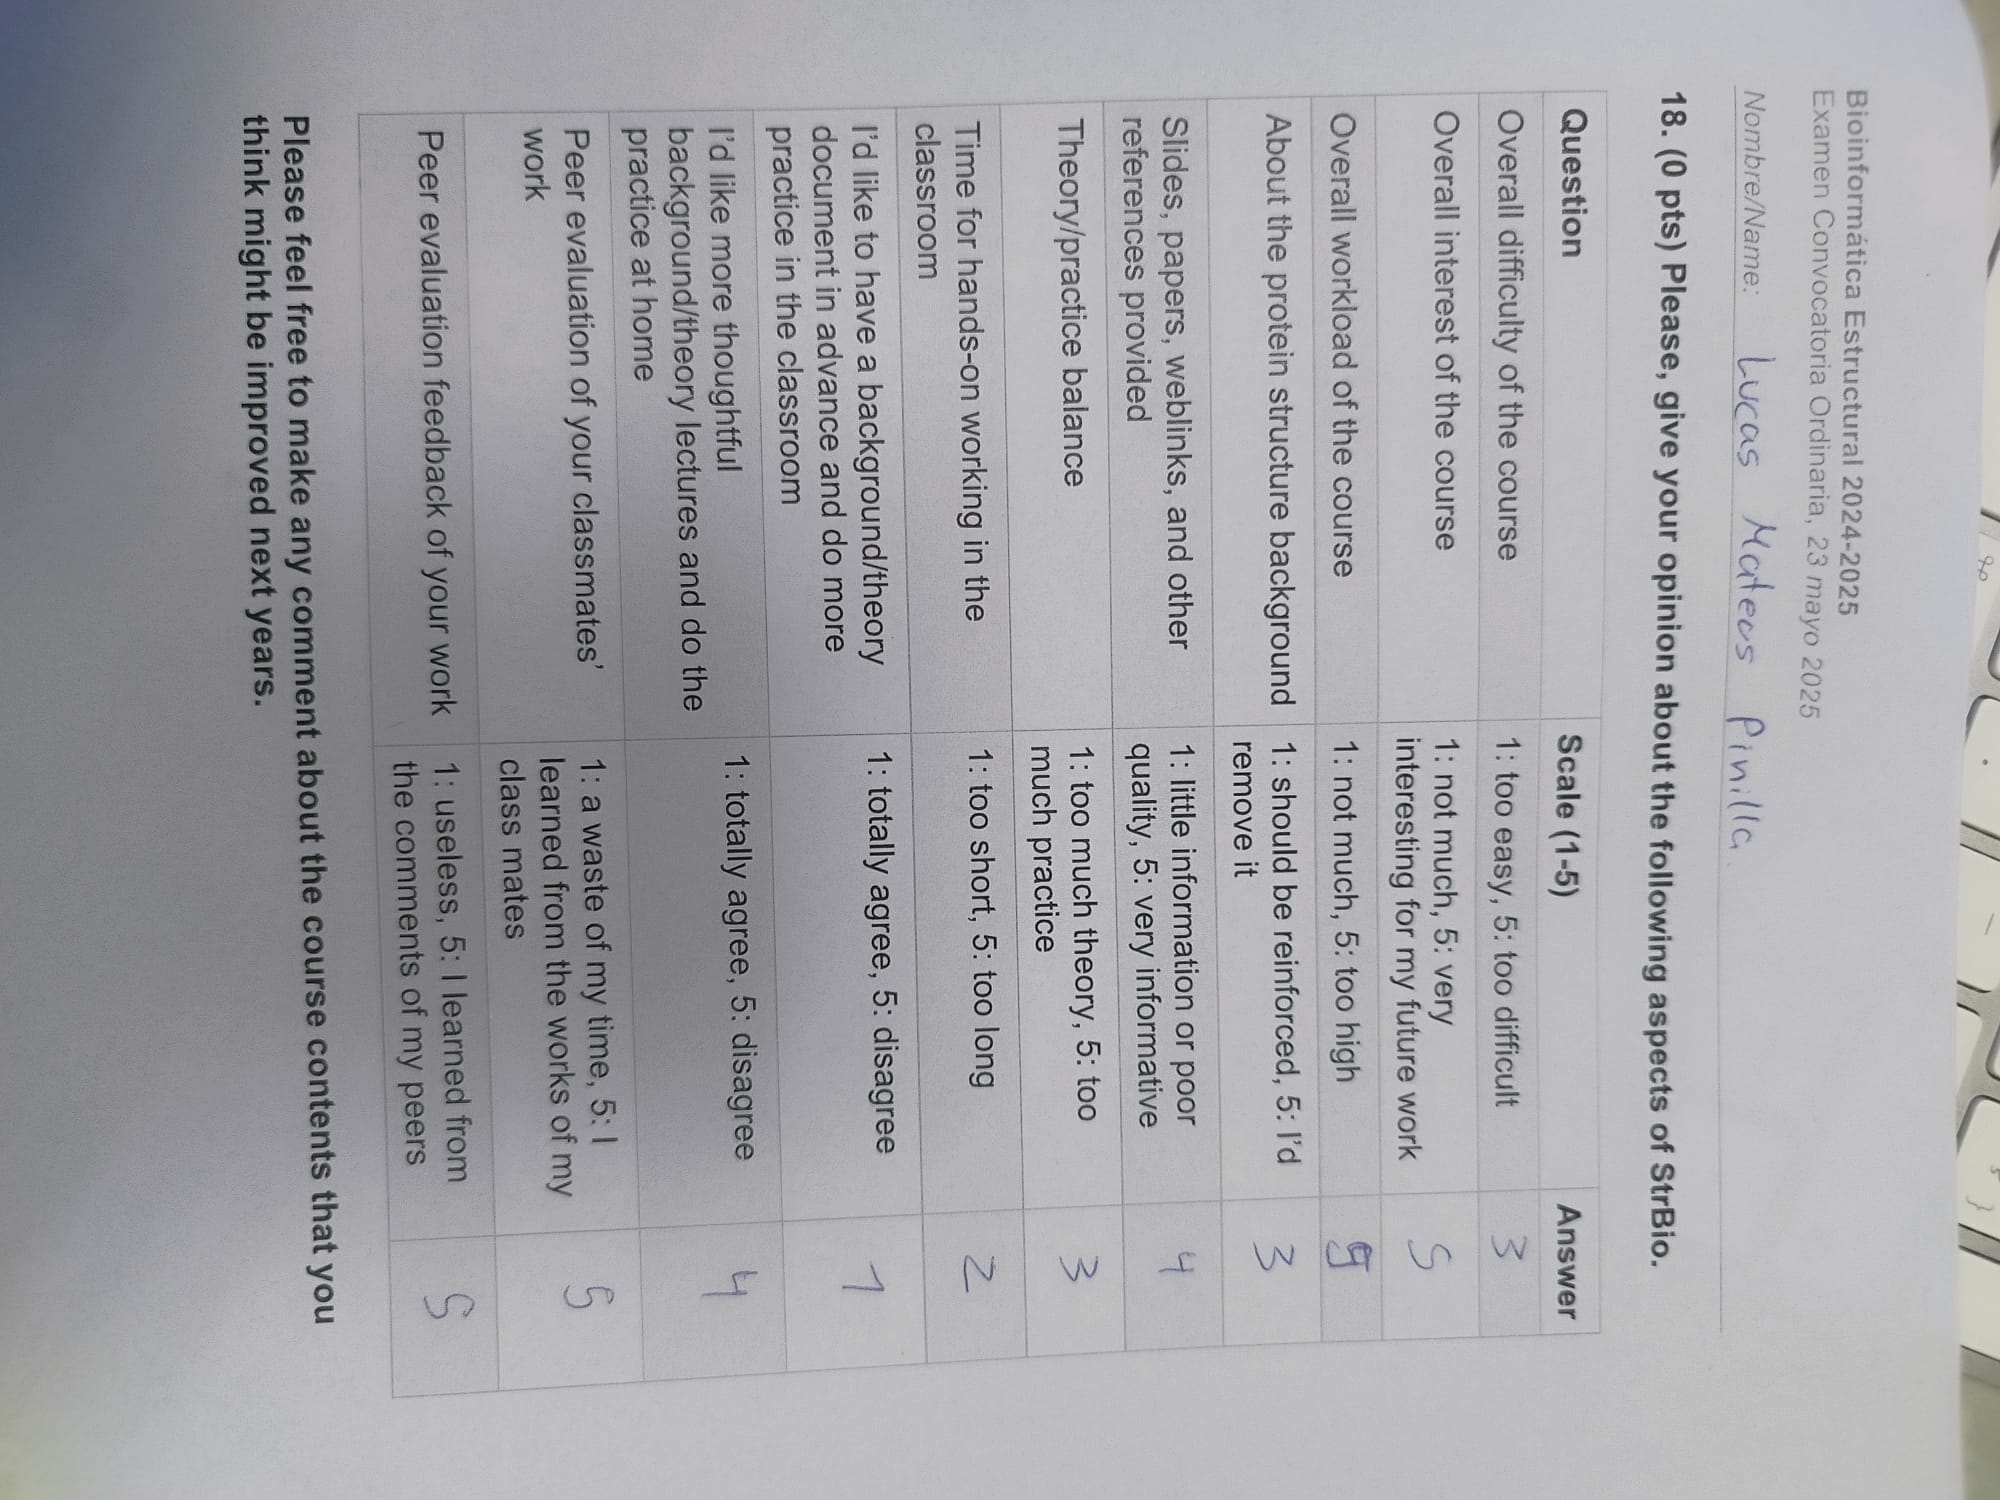 Bioinformática Estructural 2024-2025
Examen Convocatoria Ordinaria, 23 mayo 2025
Nombre/Name: Lucas Mateos Pinilla.
18. (0 pts) Please, give your opinion about the following aspects of StrBio.
Question Scale (1-5) Answer
Overall difficulty of the course 1: too easy, 5: too difficult 3
Overall interest of the course 1: not much, 5: very
interesting for my future work 5
Overall workload of the course 1: not much, 5: too high
About the protein structure background 1: should be reinforced, 5: I'd
remove it 3
Slides, papers, weblinks, and other
references provided 1: little information or poor
quality, 5: very informative 4
Theory/practice balance 1: too much theory, 5: too
much practice 3
Time for hands-on working in the
classroom 1: too short, 5: too long 2
I'd like to have a background/theory
document in advance and do more
practice in the classroom 1: totally agree, 5: disagree 1
I'd like more thoughtful
background/theory lectures and do the
practice at home 1: totally agree, 5: disagree 4
Peer evaluation of your classmates'
work 1: a waste of my time, 5: I
learned from the works of my
class mates 5
Peer evaluation feedback of your work 1: useless, 5: I learned from
the comments of my peers 5
Please feel free to make any comment about the course contents that you
think might be improved next years.